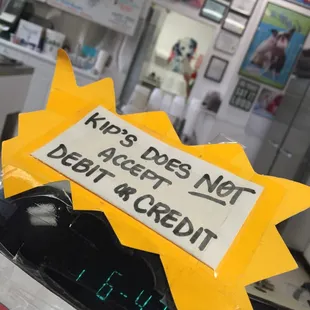 KIP'S DOES NOT
ACCEPT
DEBIT OR CREDIT